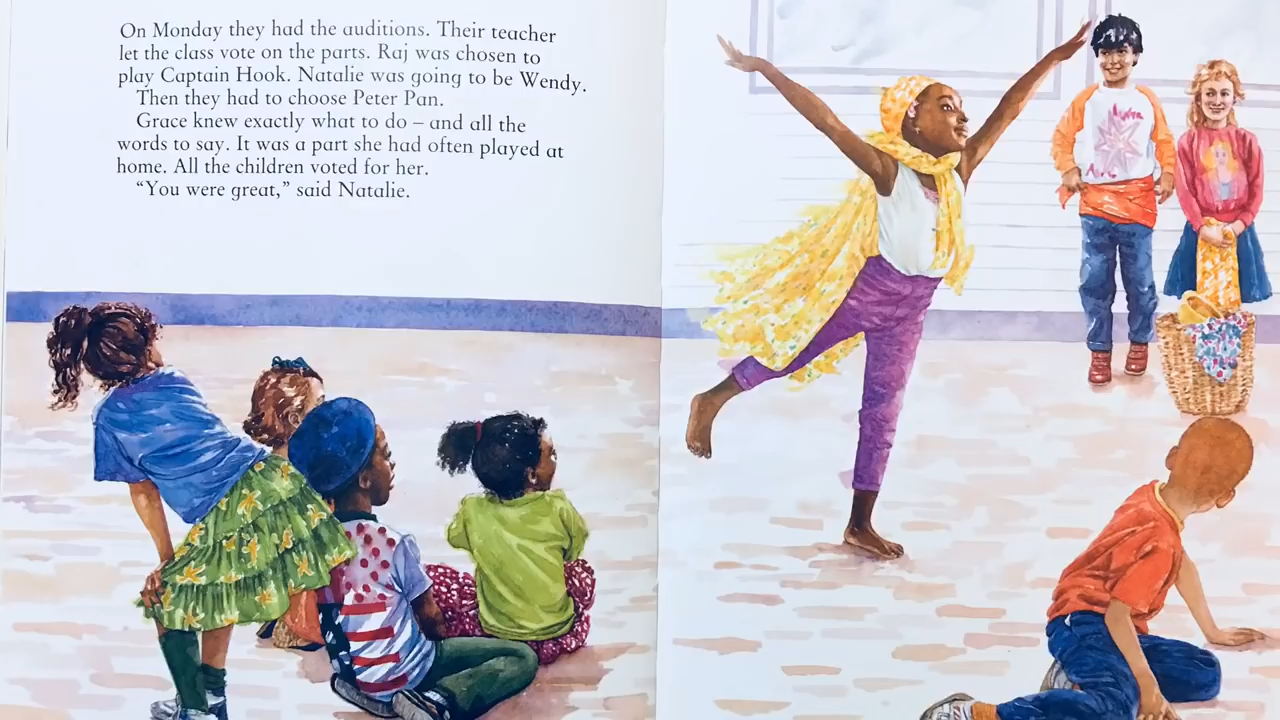 On Monday they had the auditions. Their teacher
let the class vote on the parts. Raj was chosen to
play Captain Hook. Natalie was going to be Wendy.
Then they had to choose Peter Pan.
Grace knew exactly what to do – and all the
words to say. It was a part she had often played at
home. All the children voted for her.
“You were great,” said Natalie.